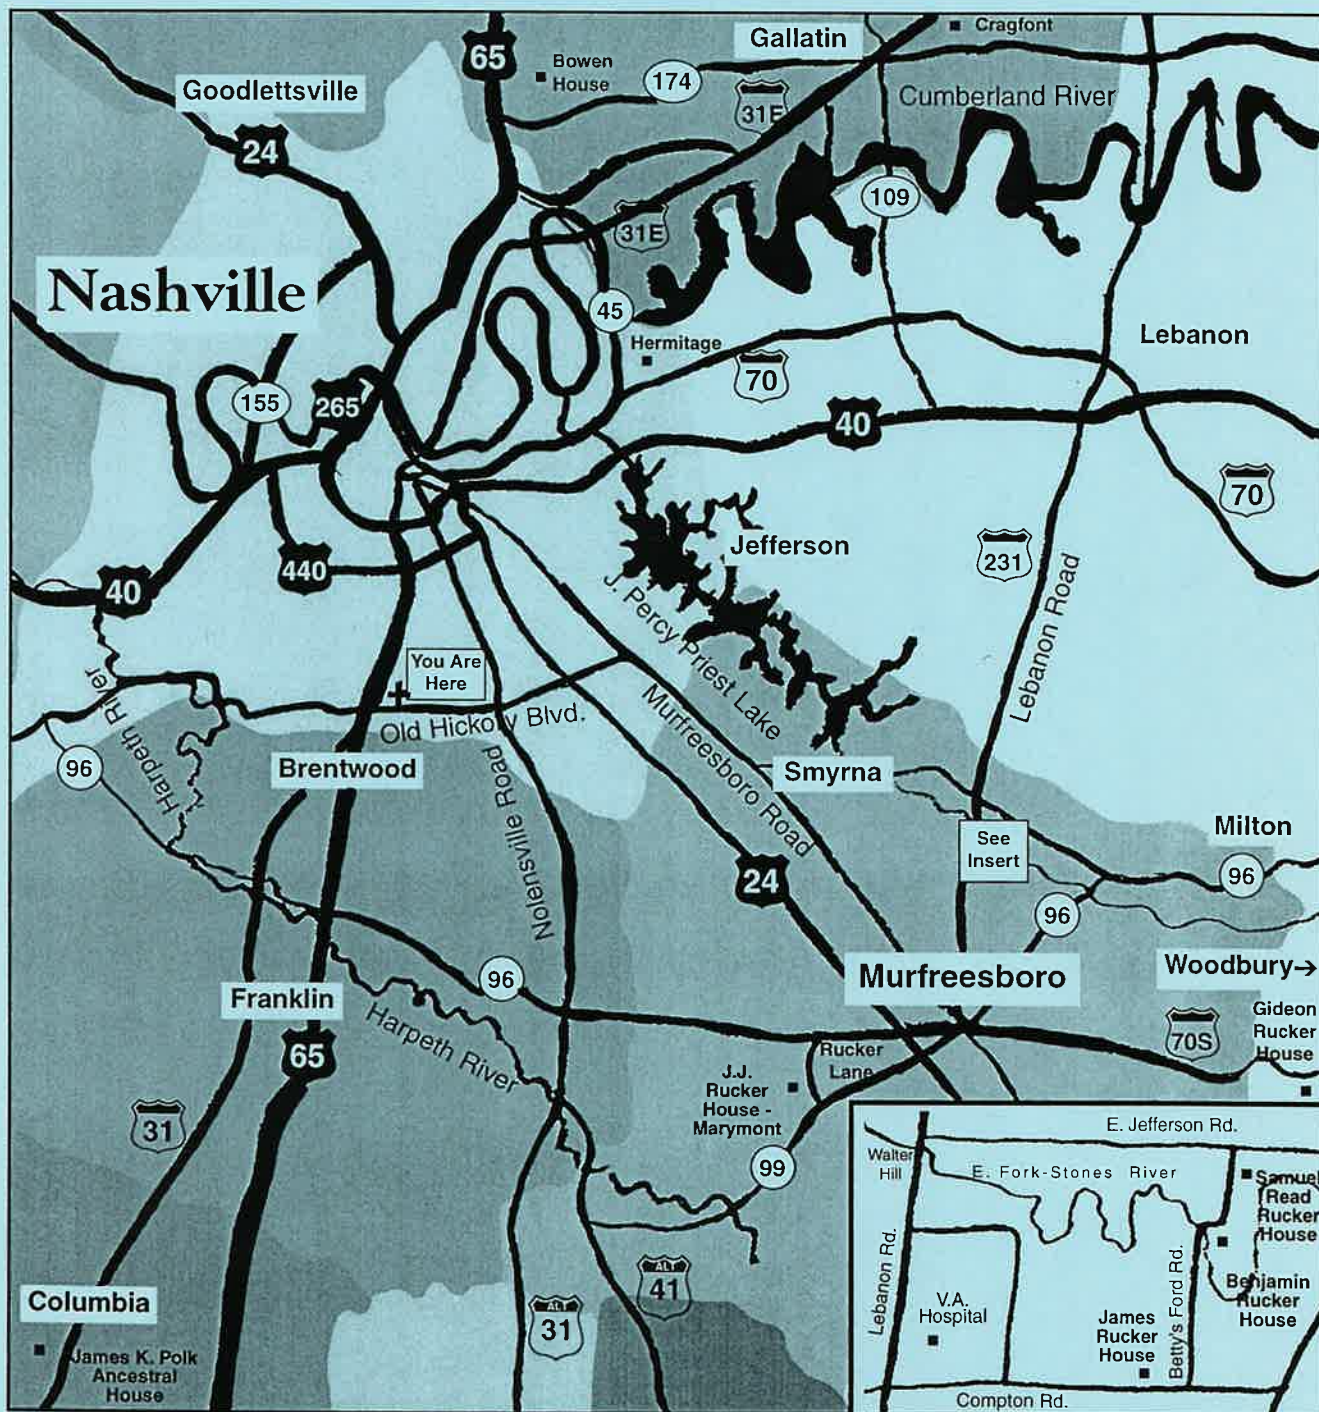 65
Gallatin
Cragfont
Bowen
House
174
31E
Goodlettsville
Cumberland River
24
109
31E
Nashville
45
Hermitage
Lebanon
70
155
265
40
70
231
Jefferson
440
40
J. Percy Priest Lake
Lebanon Road
You Are
Here
Harpeth River
Old Hickory Blvd.
Murfreesboro Road
96
Brentwood
Smyrna
Nolensville Road
Milton
See
Insert
24
96
96
Woodbury→
Murfreesboro
96
Franklin
Harpeth River
Gideon
Rucker
House
70S
65
Rucker
Lane
J.J.
Rucker
House -
Marymont
31
99
E. Jefferson Rd.
Walter
Hill
E. Fork-Stones River
Samuel
Read
Rucker
House
Lebanon Rd.
Betty's Ford Rd.
V.A.
Hospital
Benjamin
Rucker
House
James
Rucker
House
Compton Rd.
ALT
41
ALT
31
Columbia
James K. Polk
Ancestral
House